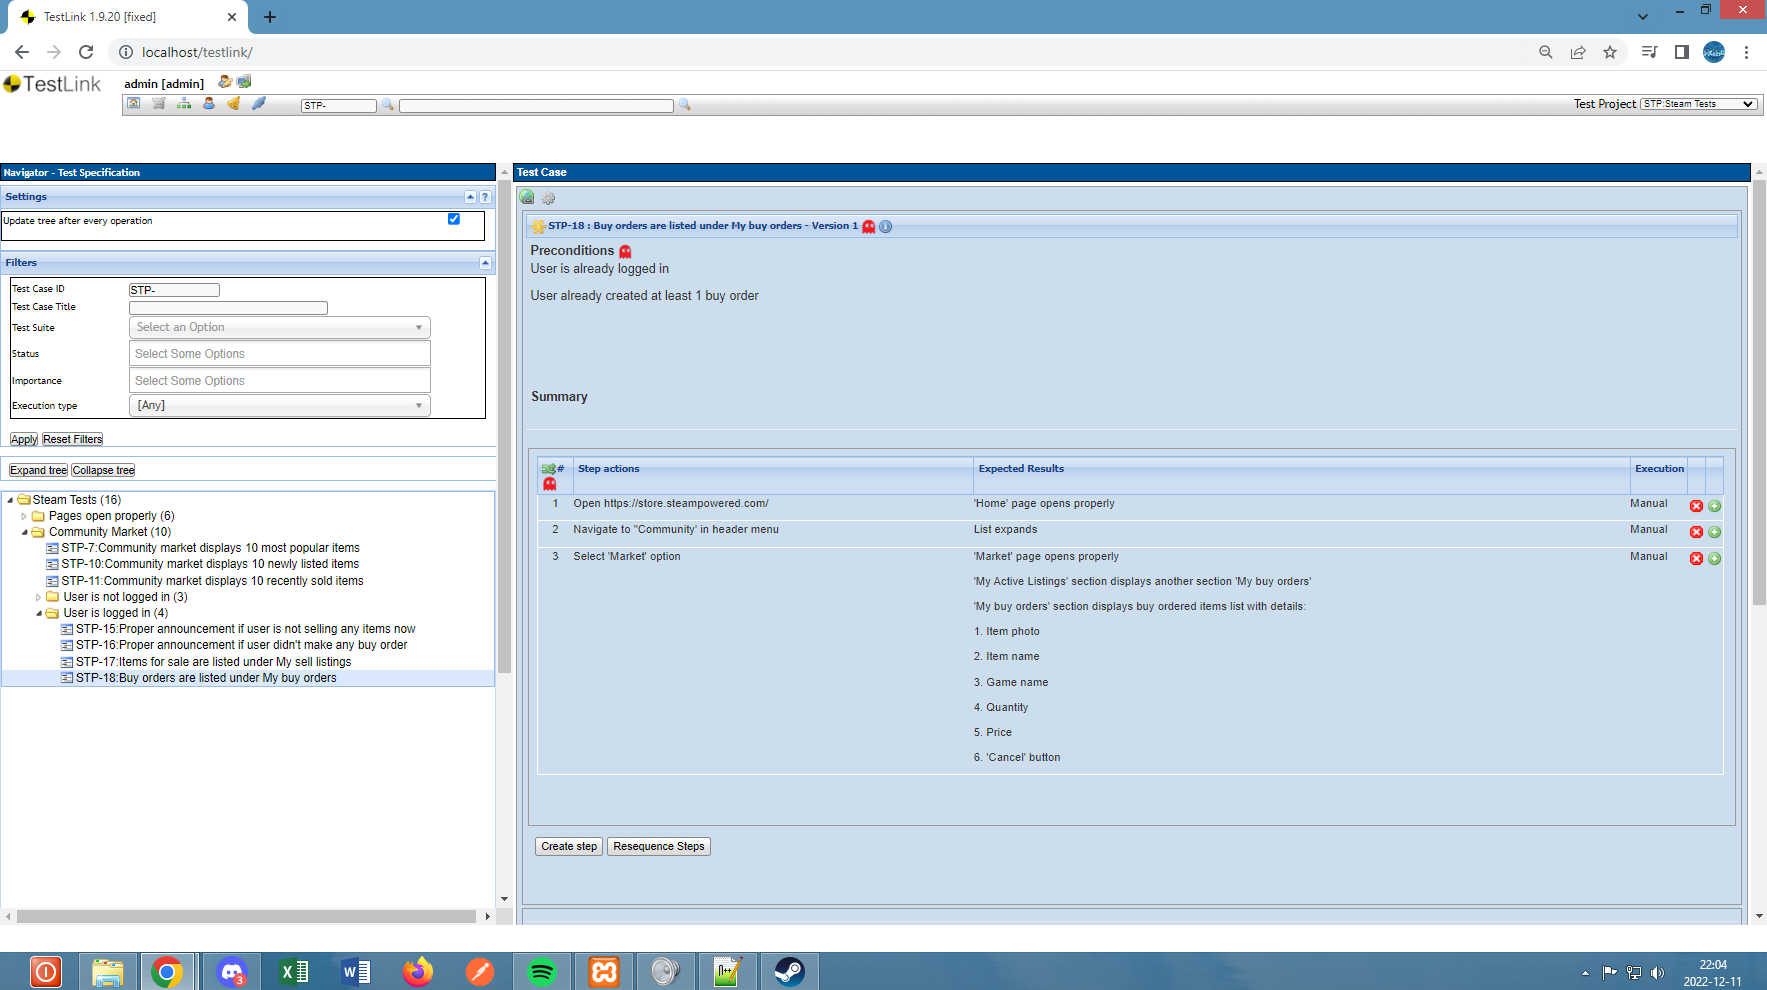 TestLink 1.9.20 [fixed]
localhost/testlink/
TestLink
admin [admin]
STP-
Test Project STP:Steam Tests
Navigator - Test Specification
Settings
Update tree after every operation
Filters
Test Case ID STP-
Test Case Title
Test Suite Select an Option
Status Select Some Options
Importance Select Some Options
Execution type [Any]
Apply Reset Filters
Expand tree Collapse tree
Steam Tests (16)
Pages open properly (6)
Community Market (10)
STP-7:Community market displays 10 most popular items
STP-10:Community market displays 10 newly listed items
STP-11:Community market displays 10 recently sold items
User is not logged in (3)
User is logged in (4)
STP-15:Proper announcement if user is not selling any items now
STP-16:Proper announcement if user didn't make any buy order
STP-17:Items for sale are listed under My sell listings
STP-18:Buy orders are listed under My buy orders
Test Case
STP-18 : Buy orders are listed under My buy orders - Version 1
Preconditions
User is already logged in
User already created at least 1 buy order
Summary
# Step actions Expected Results Execution
1 Open https://store.steampowered.com/ 'Home' page opens properly Manual
2 Navigate to "Community' in header menu List expands Manual
3 Select 'Market' option 'Market' page opens properly Manual
'My Active Listings' section displays another section 'My buy orders'
'My buy orders' section displays buy ordered items list with details:
1. Item photo
2. Item name
3. Game name
4. Quantity
5. Price
6. 'Cancel' button
Create step Resequence Steps
3
22:04
2022-12-11